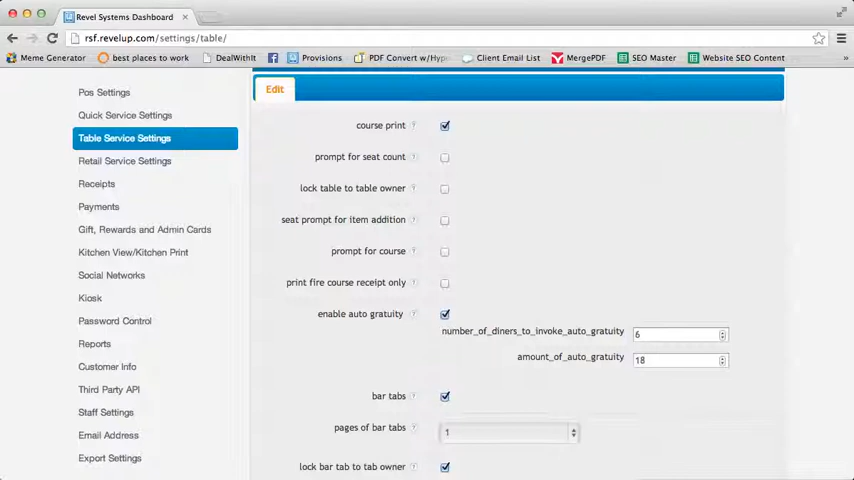 Revel Systems Dashboard
rsf.revelup.com/settings/table/
Meme Generator best places to work DealWithIt Provisions PDF Convert w/Hype Client Email List MergePDF SEO Master Website SEO Content »
Edit
Pos Settings
Quick Service Settings
Table Service Settings
Retail Service Settings
Receipts
Payments
Gift, Rewards and Admin Cards
Kitchen View/Kitchen Print
Social Networks
Kiosk
Password Control
Reports
Customer Info
Third Party API
Staff Settings
Email Address
Export Settings
course print ?
prompt for seat count ?
lock table to table owner ?
seat prompt for item addition ?
prompt for course ?
print fire course receipt only ?
enable auto gratuity ?
number_of_diners_to_invoke_auto_gratuity 6
amount_of_auto_gratuity 18
bar tabs ?
pages of bar tabs ? 1
lock bar tab to tab owner ?